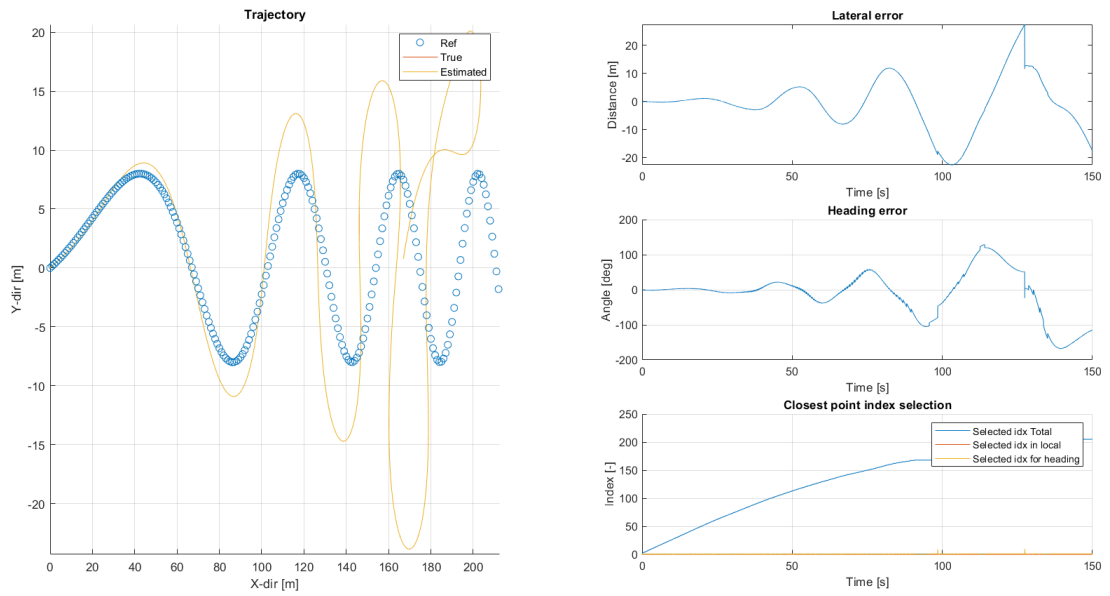 Trajectory
Ref
True
Estimated
20
15
10
5
0
-5
-10
-15
-20
Y-dir [m]
0 20 40 60 80 100 120 140 160 180 200
X-dir [m]
Lateral error
20
10
0
-10
-20
Distance [m]
0 50 100 150
Time [s]
Heading error
200
100
0
-100
-200
Angle [deg]
0 50 100 150
Time [s]
Closest point index selection
Selected idx Total
Selected idx in local
Selected idx for heading
250
200
150
100
50
0
Index [-]
0 50 100 150
Time [s]